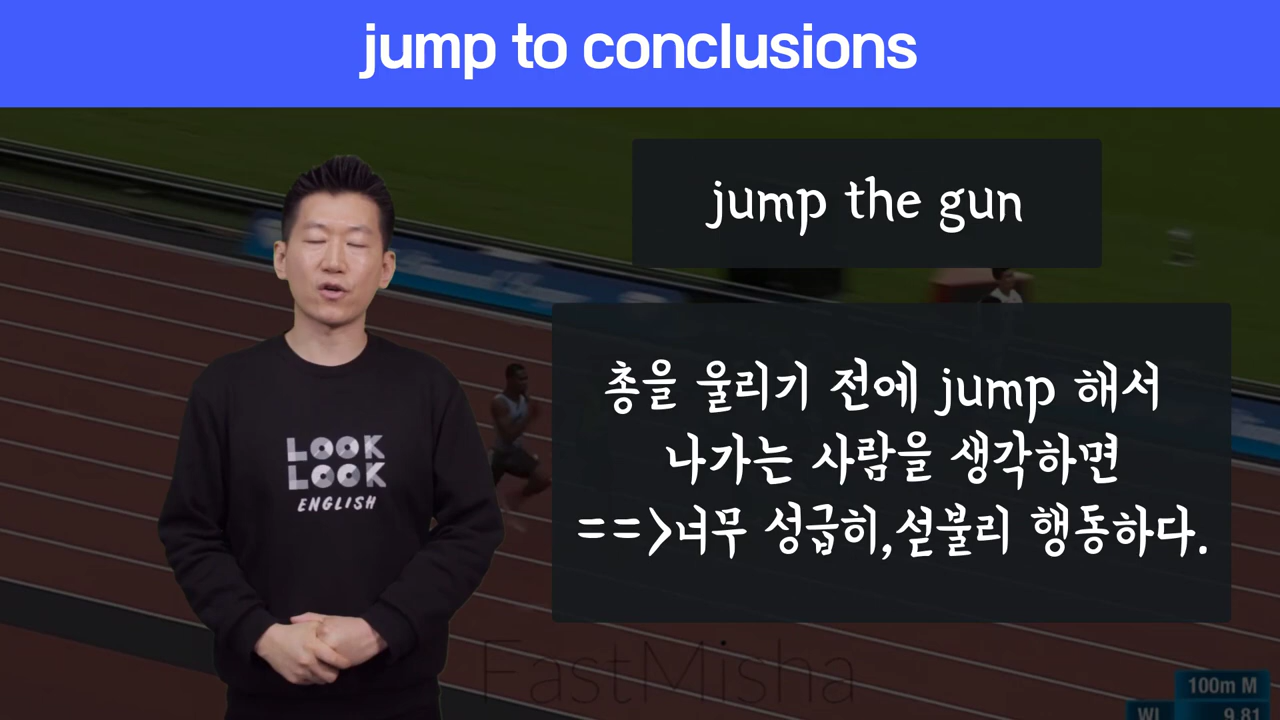 jump to conclusions
jump the gun
총을 울리기 전에 jump 해서
나가는 사람을 생각하면
==>너무 성급히,섣불리 행동하다.
LOOK
LOOK
ENGLISH
FastMisha
100m M
WL 9.81